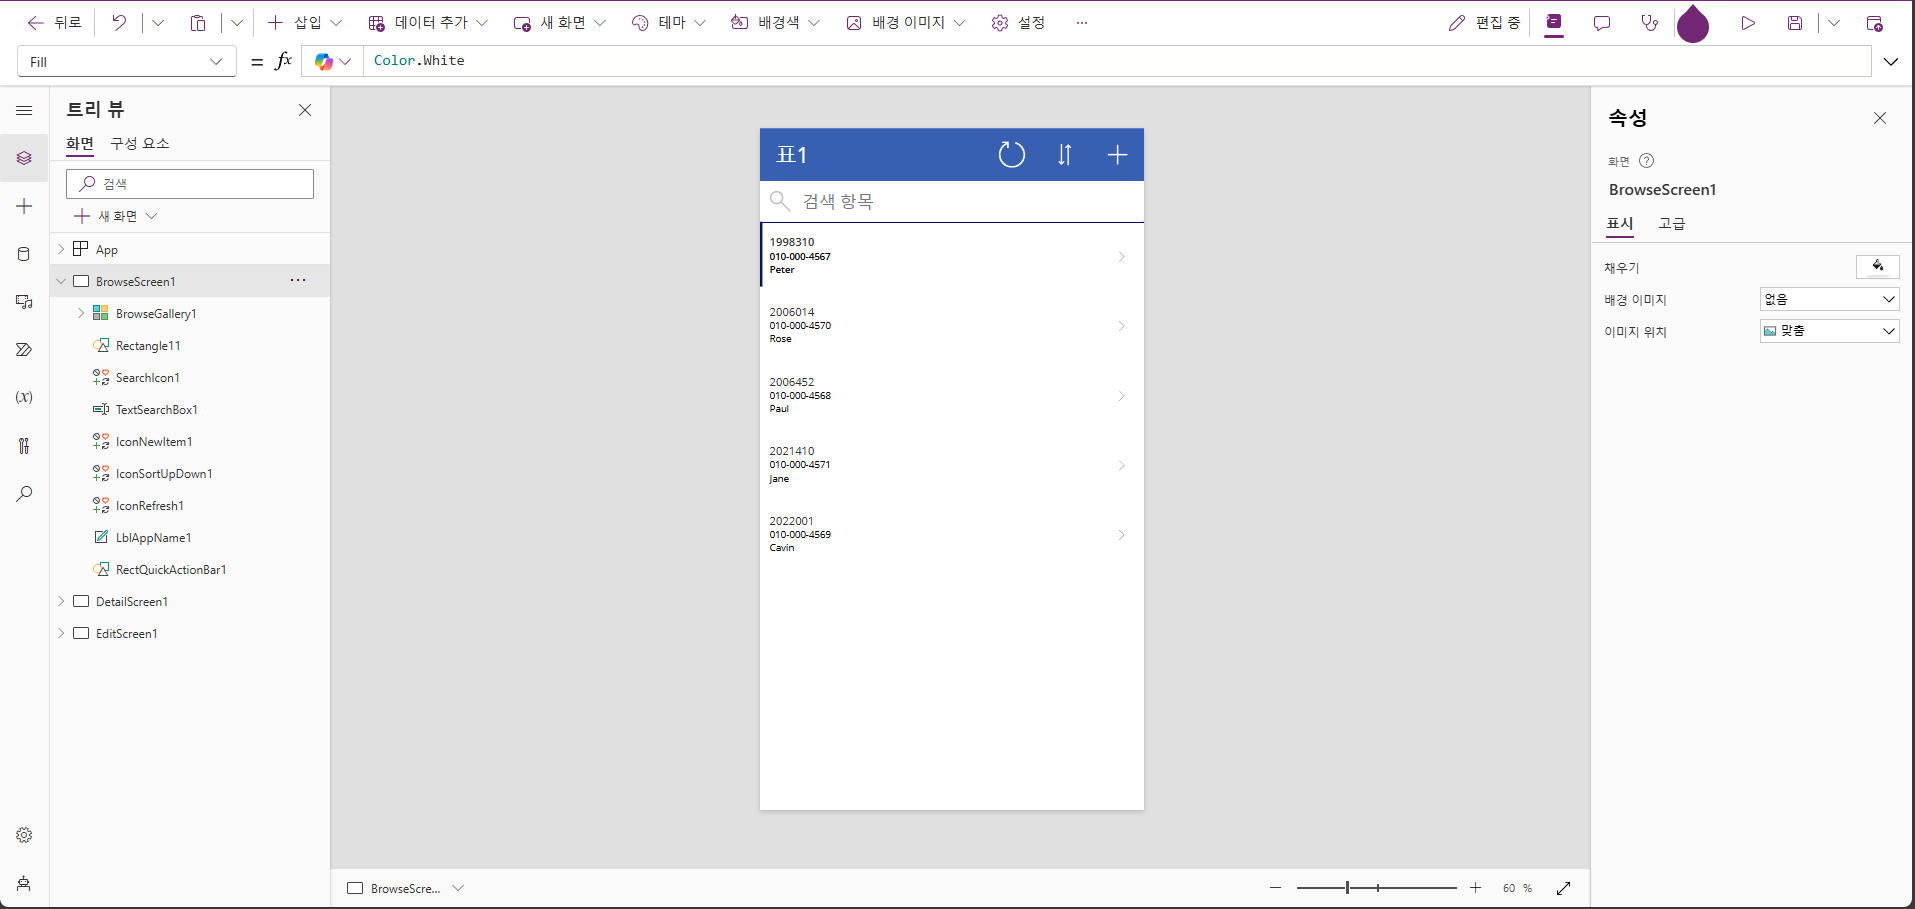 뒤로
삽입
데이터 추가
새 화면
테마
배경색
배경 이미지
설정
편집 중
Fill
= fx
Color.White
트리 뷰
화면 구성 요소
검색
새 화면
App
BrowseScreen1
BrowseGallery1
Rectangle11
SearchIcon1
TextSearchBox1
IconNewItem1
IconSortUpDown1
IconRefresh1
LblAppName1
RectQuickActionBar1
DetailScreen1
EditScreen1
(x)
표1
검색 항목
1998310
010-000-4567
Peter
2006014
010-000-4570
Rose
2006452
010-000-4568
Paul
2021410
010-000-4571
Jane
2022001
010-000-4569
Cavin
BrowseScre...
60 %
속성
화면
BrowseScreen1
표시 고급
채우기
배경 이미지 없음
이미지 위치 맞춤